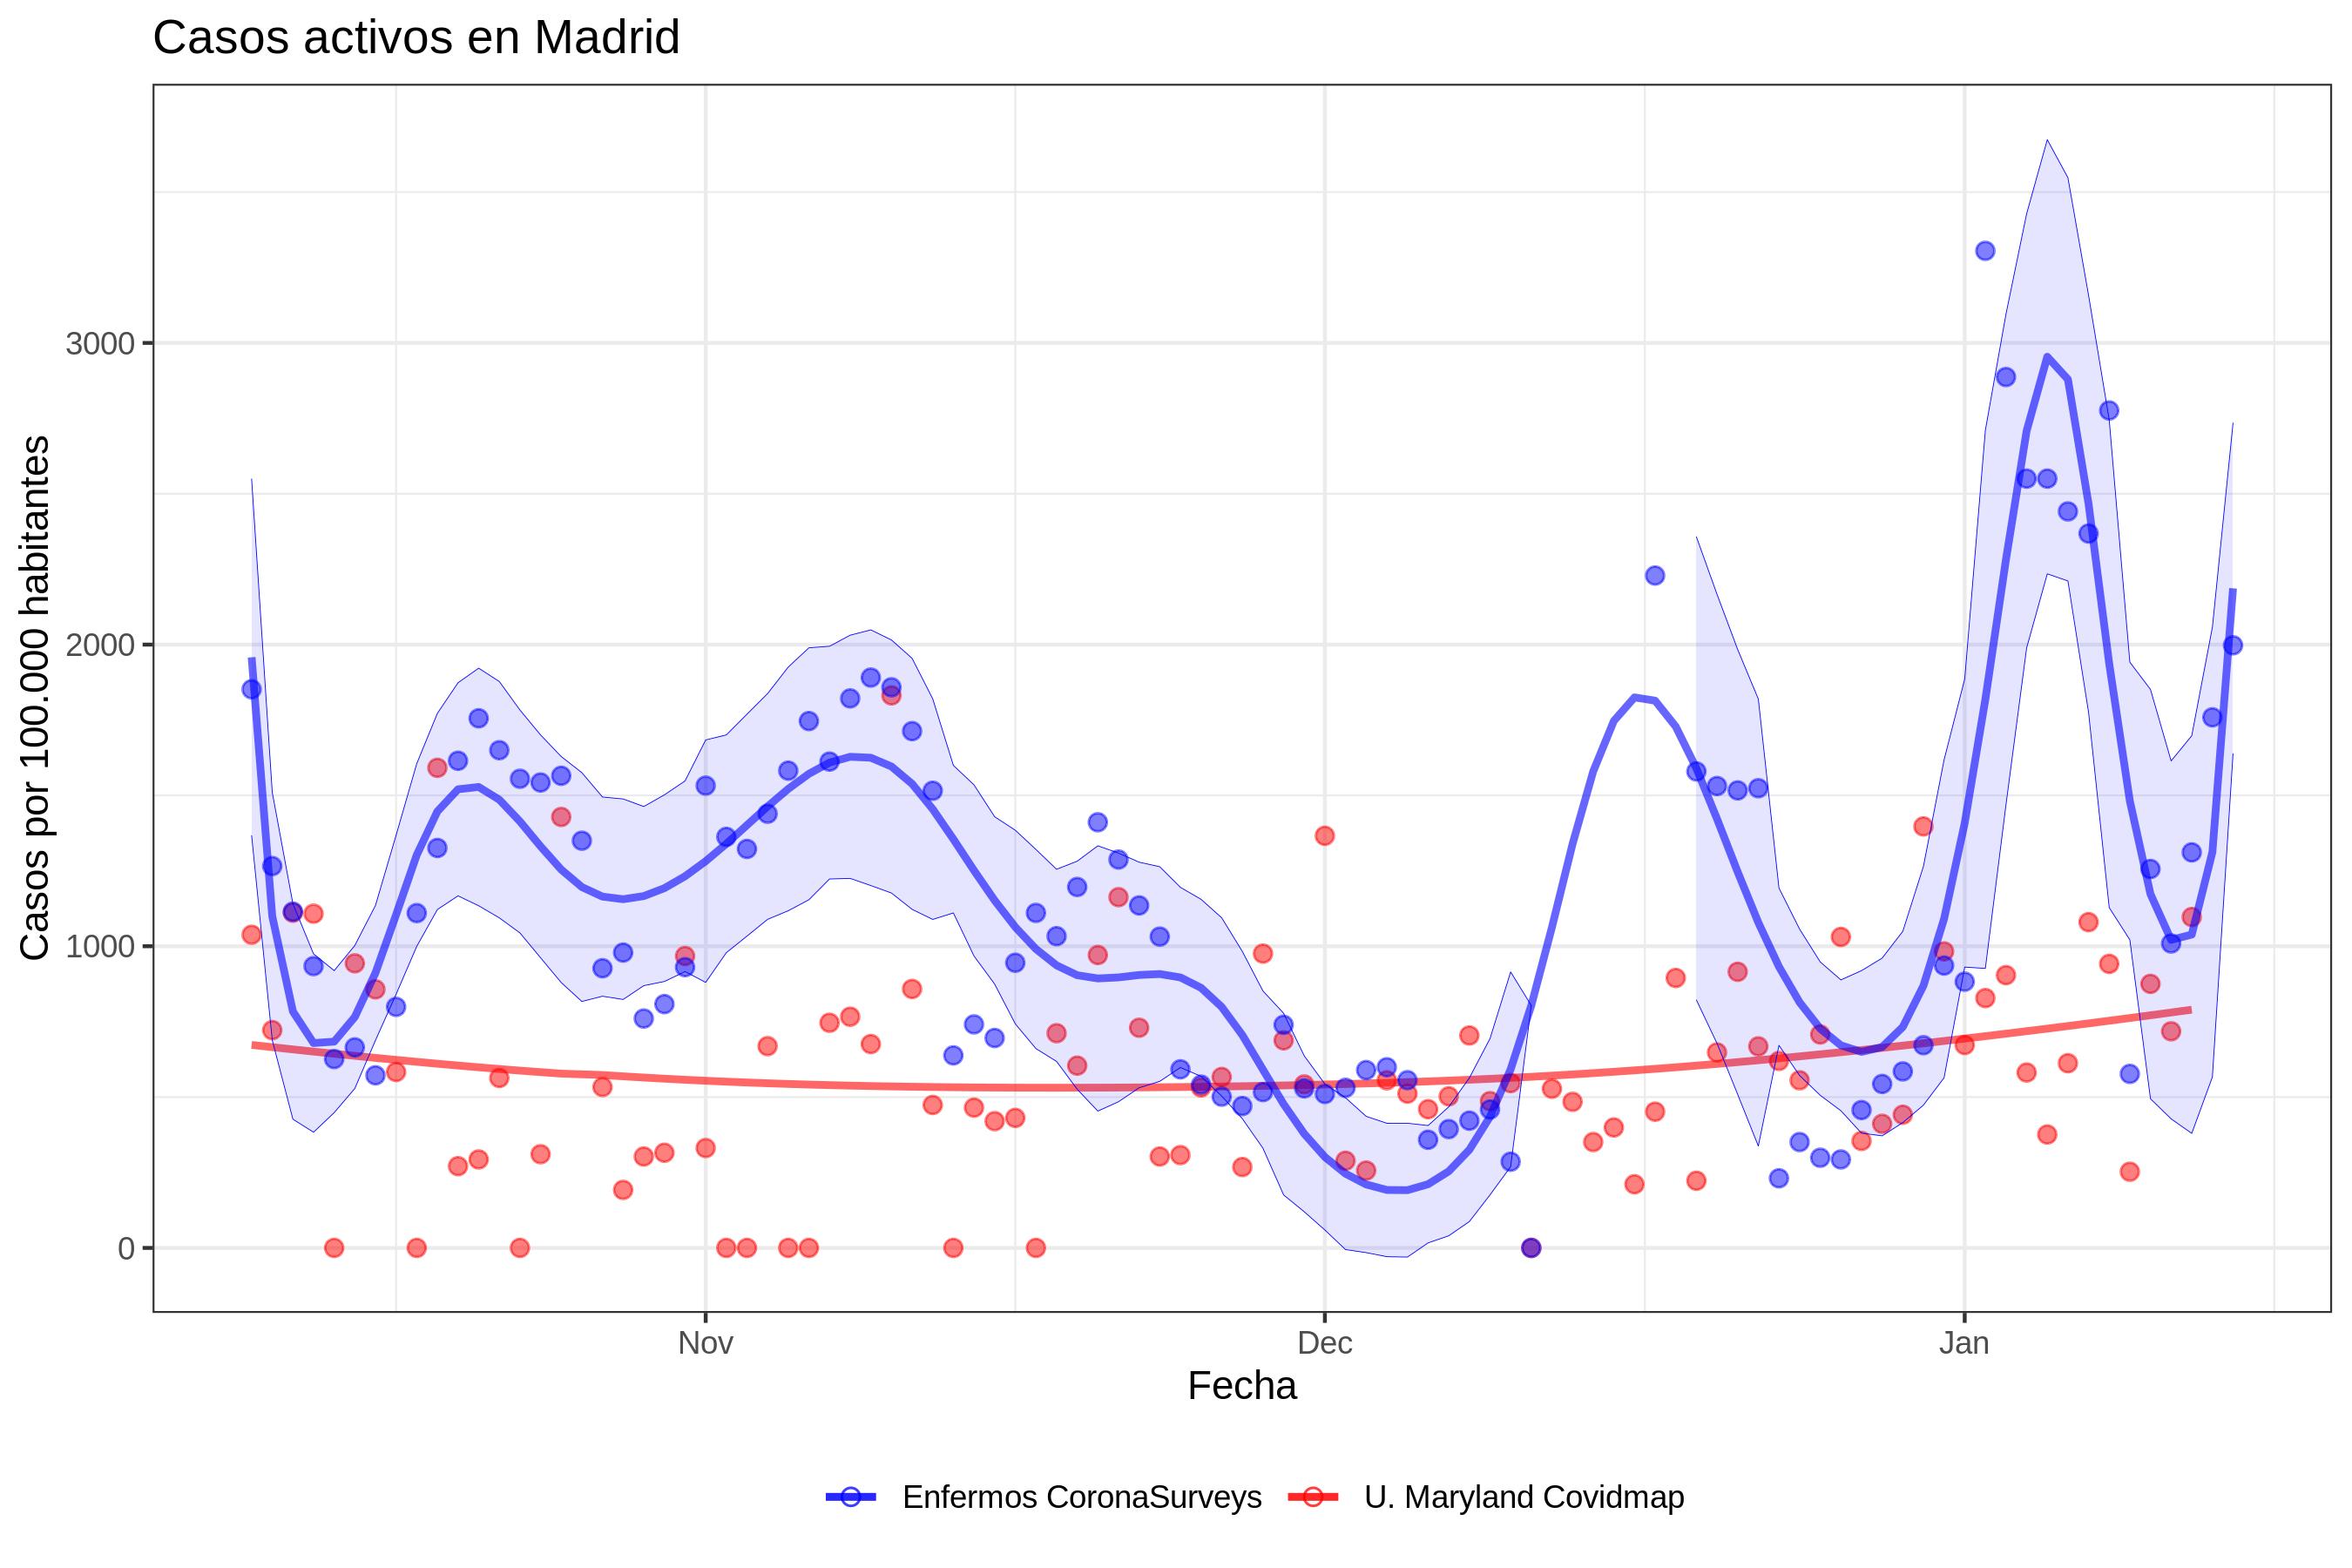 Casos activos en Madrid
Casos por 100.000 habitantes
3000
2000
1000
0
Nov Dec Jan
Fecha
Enfermos CoronaSurveys U. Maryland Covidmap